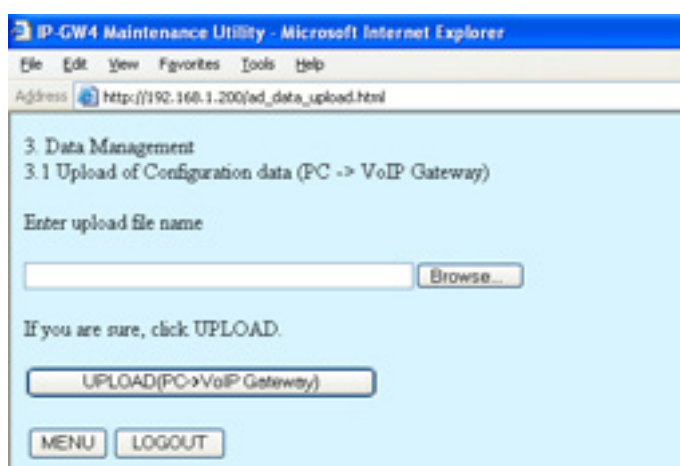 IP-GW4 Maintenance Utility - Microsoft Internet Explorer
File Edit View Favorites Tools Help
Address http://192.168.1.200/ad_data_upload.html
3. Data Management
3.1 Upload of Configuration data (PC -> VoIP Gateway)
Enter upload file name
Browse...
If you are sure, click UPLOAD.
UPLOAD(PC->VoIP Gateway)
MENU LOGOUT